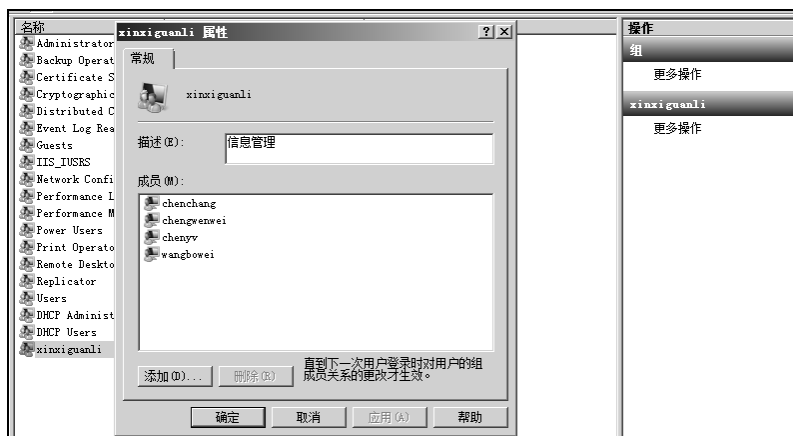 名称
Administrator
Backup Operat
Certificate S
Cryptographic
Distributed C
Event Log Rea
Guests
IIS_IUSRS
Network Confi
Performance L
Performance M
Power Users
Print Operato
Remote Deskto
Replicator
Users
DHCP Administ
DHCP Users
xinxiguanli
xinxiguanli 属性
常规
xinxiguanli
描述(E):
信息管理
成员(M):
chenchang
chengwenwei
chenyv
wangbowei
添加(D)...
删除(R)
直到下一次用户登录时对用户的组
成员关系的更改才生效。
确定
取消
应用(A)
帮助
操作
组
更多操作
xinxiguanli
更多操作